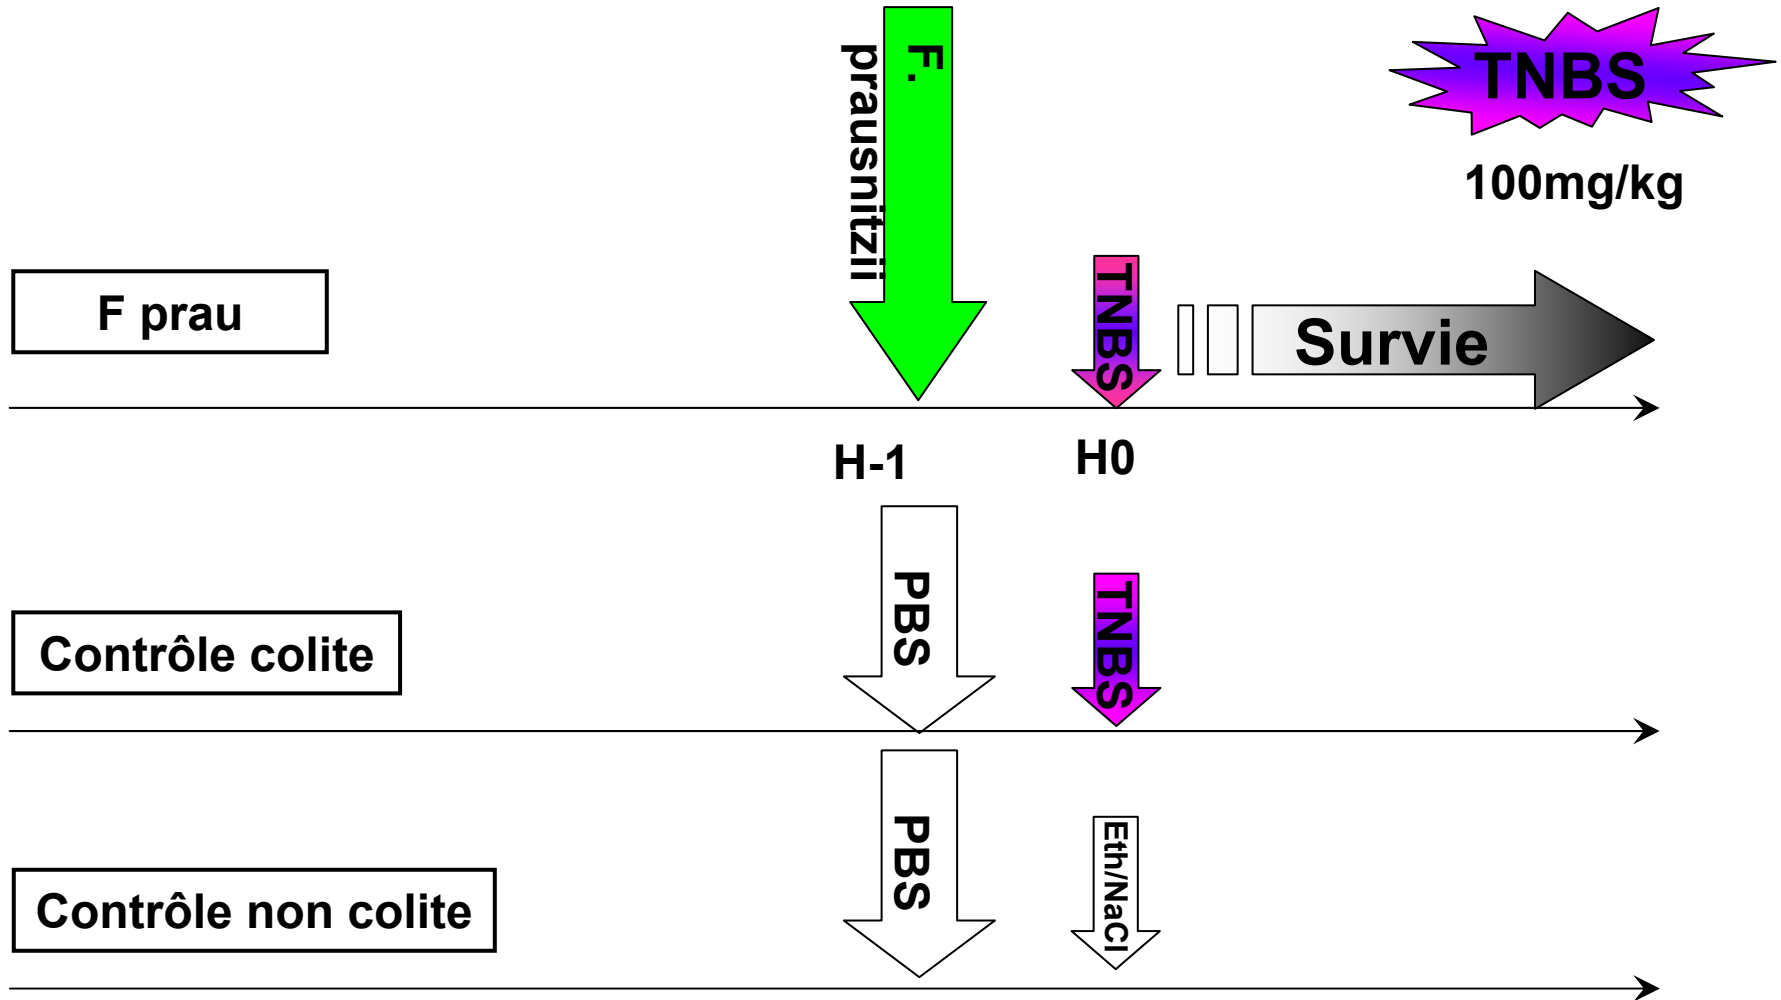 F.
prausnitzii
TNBS
100mg/kg
F prau
TNBS
Survie
H-1
H0
Contrôle colite
PBS
TNBS
Contrôle non colite
PBS
Eth/NaCl